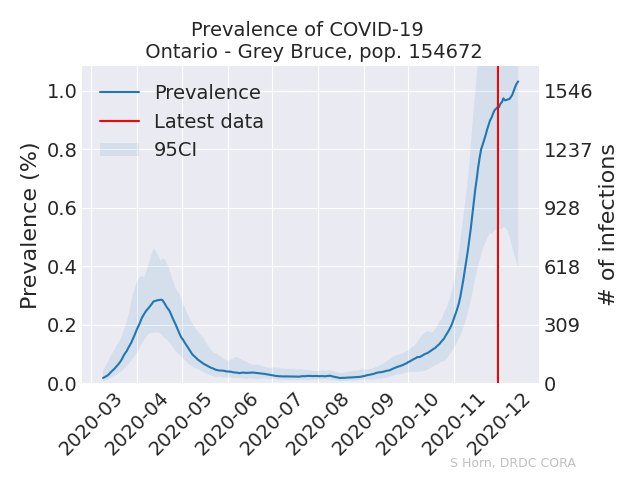 Prevalence of COVID-19
Ontario - Grey Bruce, pop. 154672
Prevalence
Latest data
95CI
Prevalence (%)
1.0
0.8
0.6
0.4
0.2
0.0
1546
1237
928
618
309
0
# of infections
2020-03
2020-04
2020-05
2020-06
2020-07
2020-08
2020-09
2020-10
2020-11
2020-12
S Horn, DRDC CORA